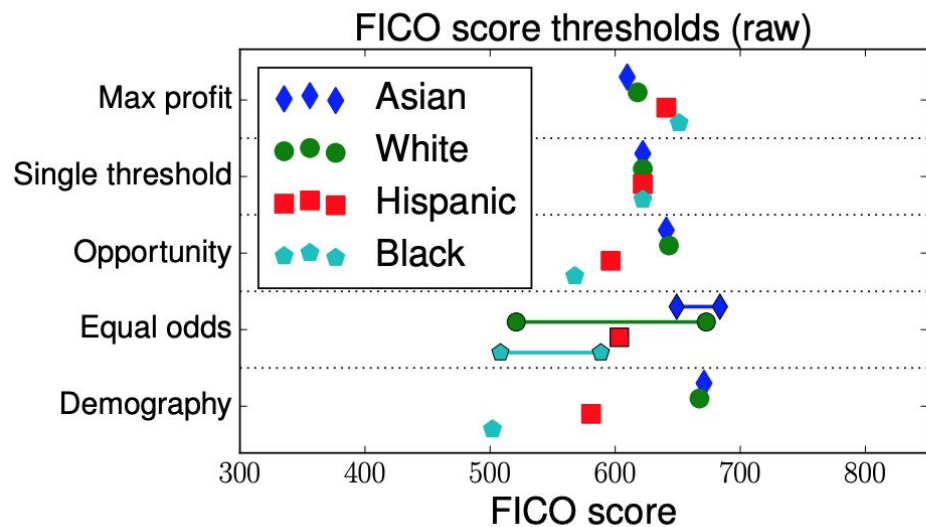 FICO score thresholds (raw)
Max profit
Single threshold
Opportunity
Equal odds
Demography
Asian
White
Hispanic
Black
300 400 500 600 700 800
FICO score